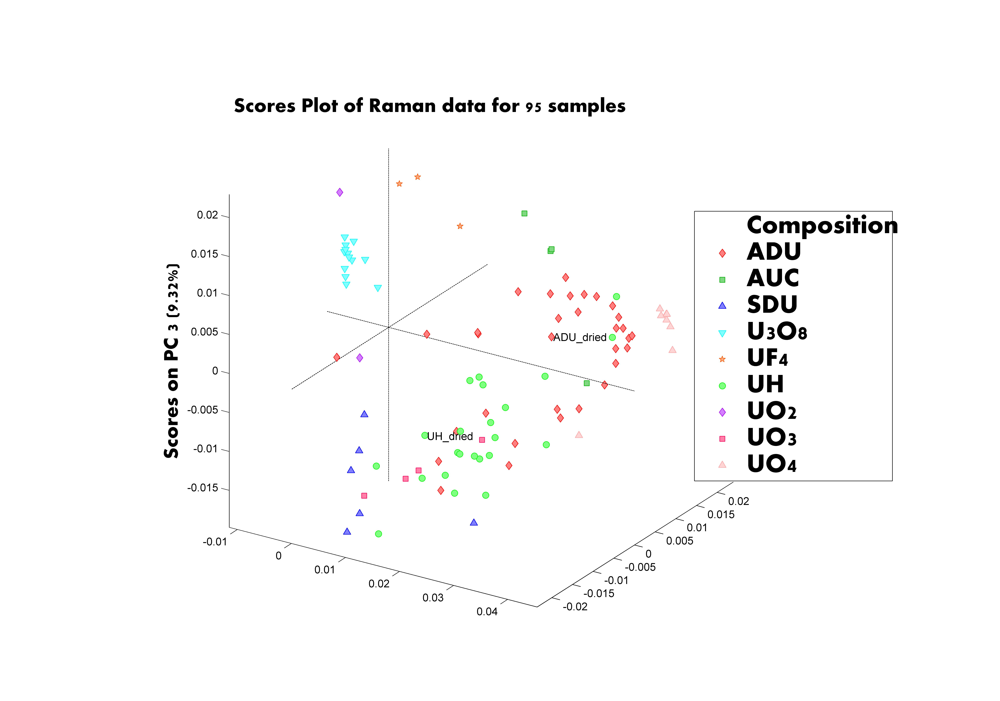 Scores Plot of Raman data for 95 samples
Scores on PC 3 (9.32%)
0.02
0.015
0.01
0.005
0
-0.005
-0.01
-0.015
-0.01
0
0.01
0.02
0.03
0.04
-0.02
-0.015
-0.01
-0.005
0
0.005
0.01
0.015
0.02
ADU_dried
UH_dried
Composition
ADU
AUC
SDU
U₃O₈
UF₄
UH
UO₂
UO₃
UO₄